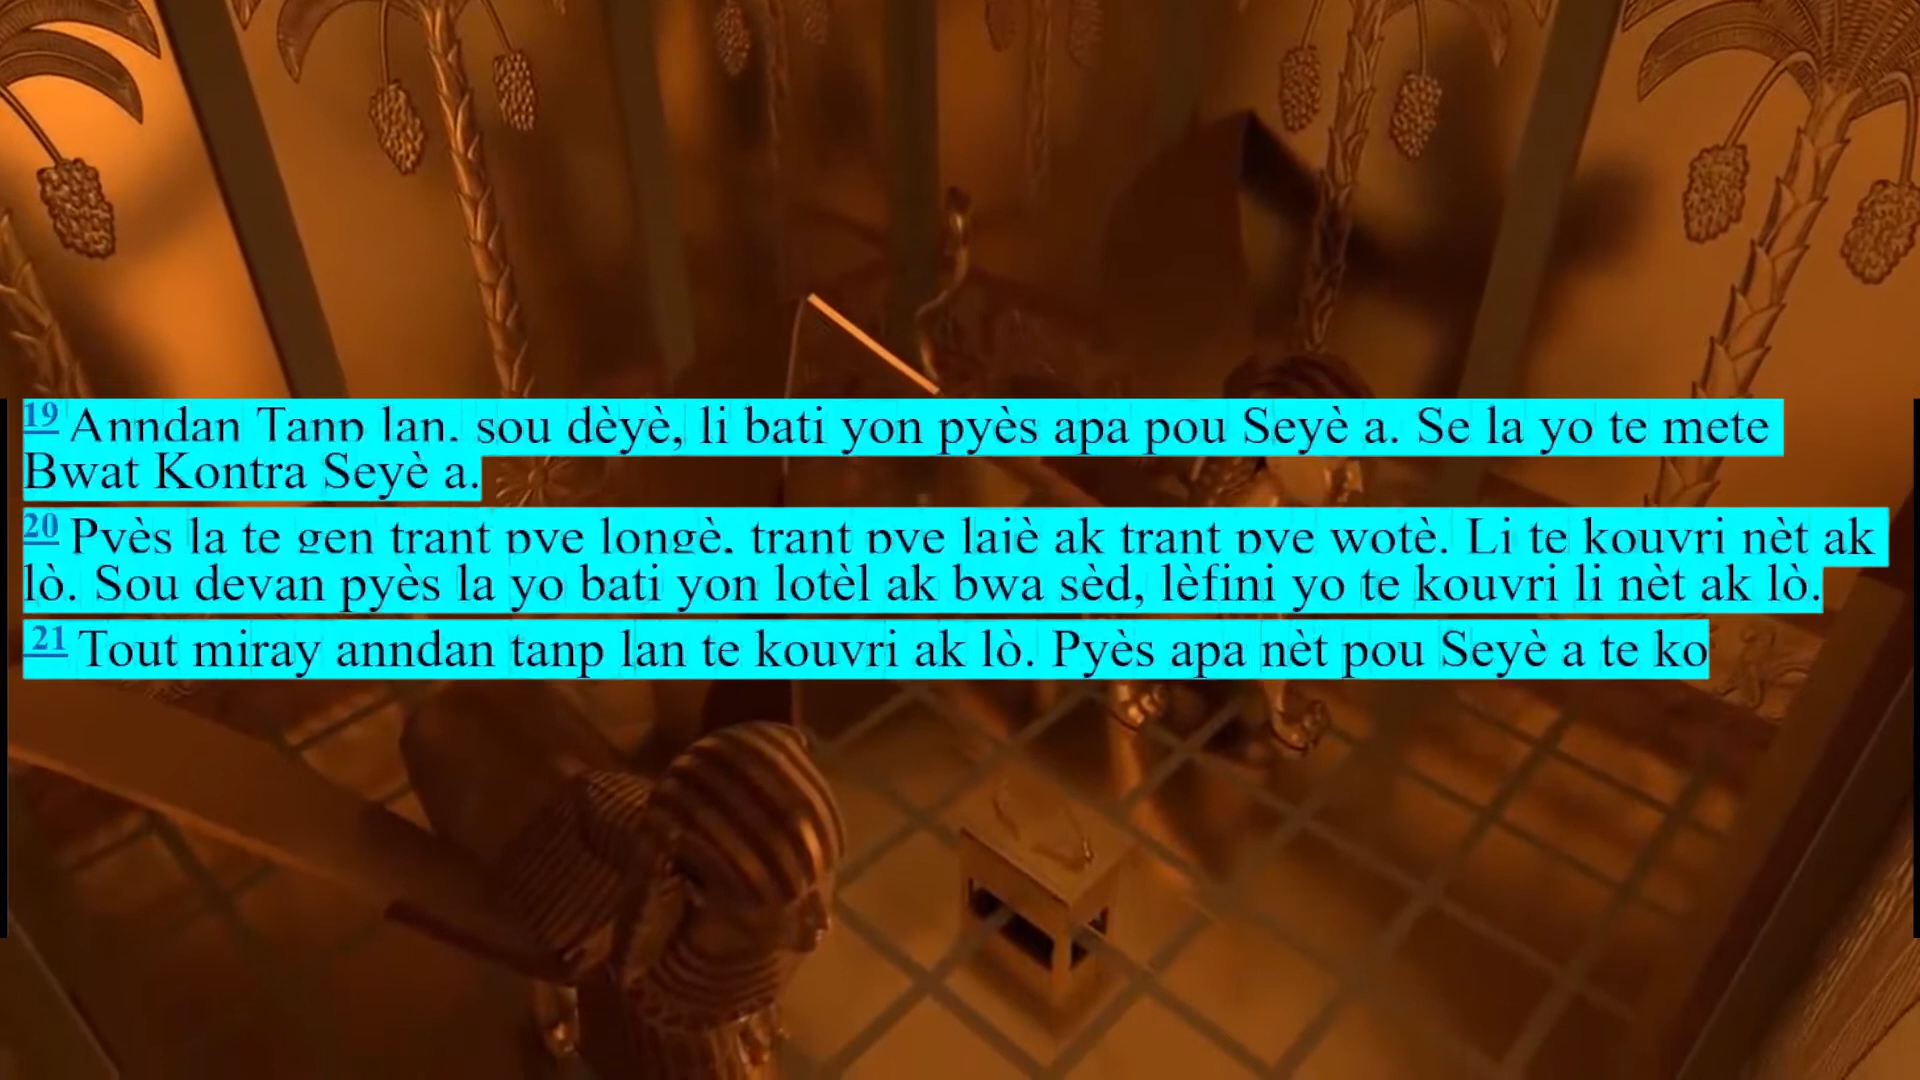 19 Anndan Tanp lan, sou dèyè, li bati yon pyès apa pou Seyè a. Se la yo te mete
Bwat Kontra Seyè a.
20 Pyès la te gen trant pye longè, trant pye lajè ak trant pye wotè. Li te kouvri nèt ak
lò. Sou devan pyès la yo bati yon lotèl ak bwa sèd, lèfini yo te kouvri li nèt ak lò.
21 Tout miray anndan tanp lan te kouvri ak lò. Pyès apa nèt pou Seyè a te ko